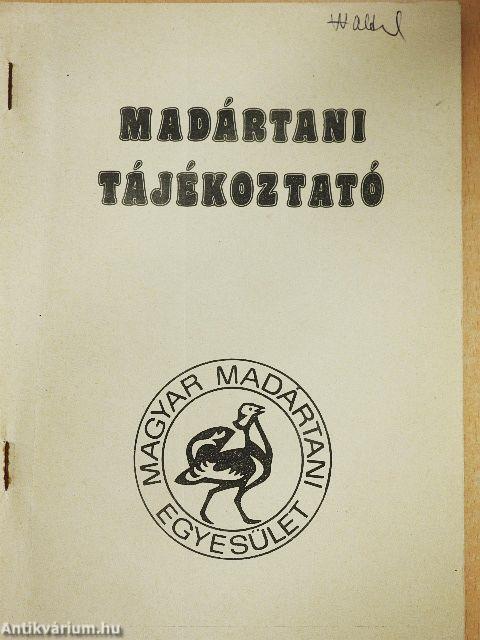 MADÁRTANI
TÁJÉKOZTATÓ
MAGYAR MADÁRTANI
EGYESÜLET
Antikvárium.hu